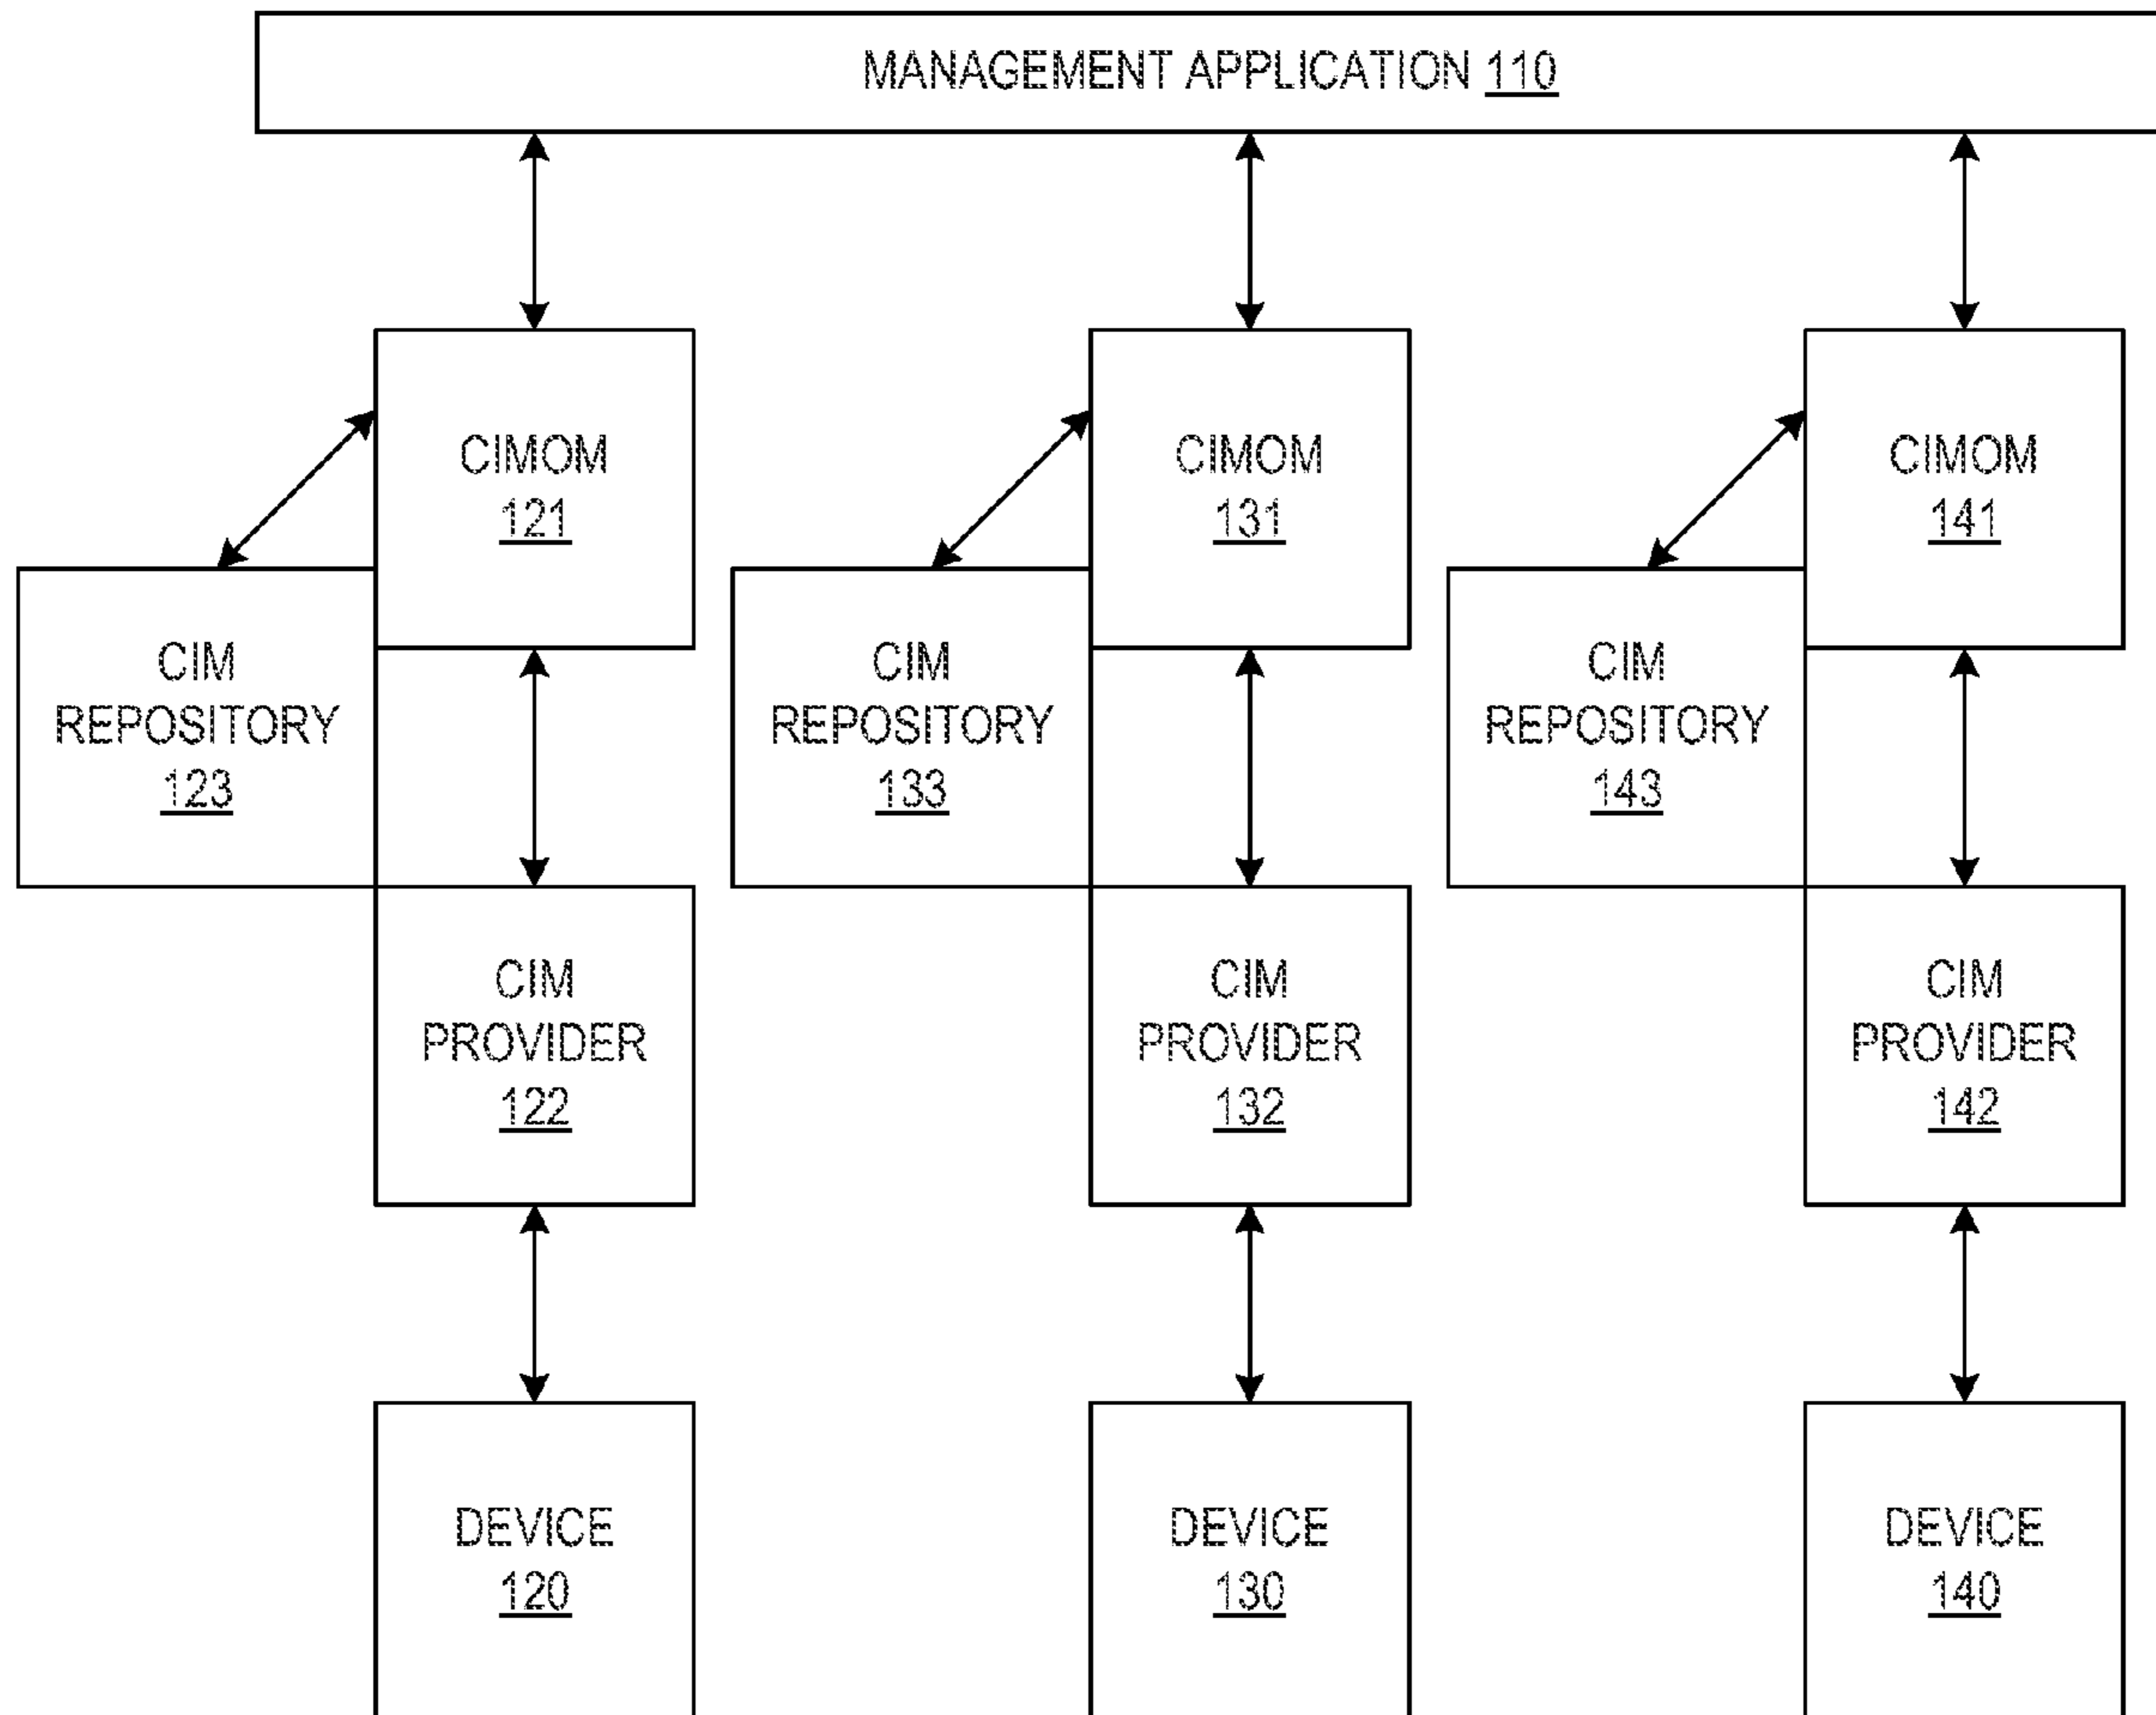 MANAGEMENT APPLICATION 110
CIMOM
121
CIMOM
131
CIMOM
141
CIM
REPOSITORY
123
CIM
REPOSITORY
133
CIM
REPOSITORY
143
CIM
PROVIDER
122
CIM
PROVIDER
132
CIM
PROVIDER
142
DEVICE
120
DEVICE
130
DEVICE
140